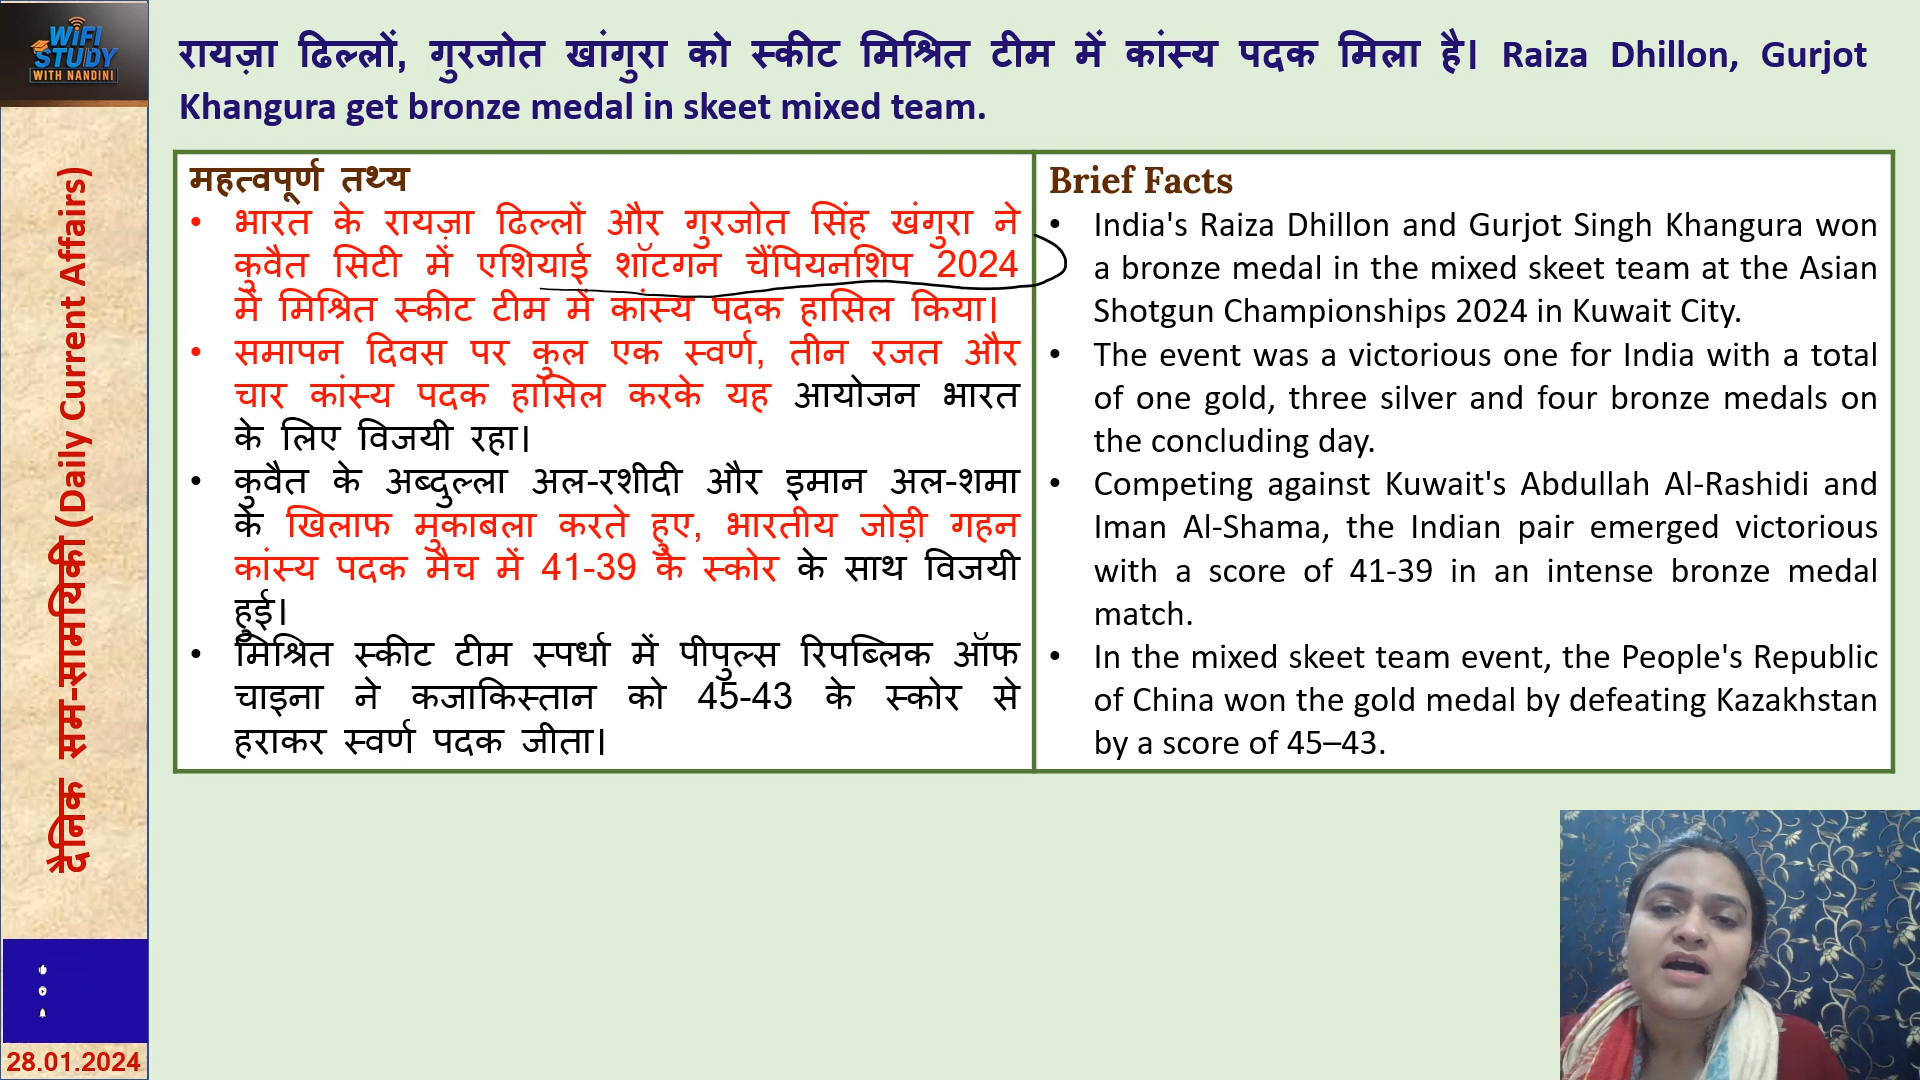 WiFi
STUDY
WITH NANDINI
रायज़ा ढिल्लों, गुरजोत खांगुरा को स्कीट मिश्रित टीम में कांस्य पदक मिला है। Raiza Dhillon, Gurjot
Khangura get bronze medal in skeet mixed team.
दैनिक सम-सामयिकी (Daily Current Affairs)
महत्वपूर्ण तथ्य
• भारत के रायज़ा ढिल्लों और गुरजोत सिंह खंगुरा ने
कुवैत सिटी में एशियाई शॉटगन चैंपियनशिप 2024
में मिश्रित स्कीट टीम में कांस्य पदक हासिल किया।
• समापन दिवस पर कुल एक स्वर्ण, तीन रजत और
चार कांस्य पदक हासिल करके यह आयोजन भारत
के लिए विजयी रहा।
• कुवैत के अब्दुल्ला अल-रशीदी और इमान अल-शमा
के खिलाफ मुकाबला करते हुए, भारतीय जोड़ी गहन
कांस्य पदक मैच में 41-39 के स्कोर के साथ विजयी
हुई।
• मिश्रित स्कीट टीम स्पर्धा में पीपुल्स रिपब्लिक ऑफ
चाइना ने कजाकिस्तान को 45-43 के स्कोर से
हराकर स्वर्ण पदक जीता।
Brief Facts
• India's Raiza Dhillon and Gurjot Singh Khangura won
a bronze medal in the mixed skeet team at the Asian
Shotgun Championships 2024 in Kuwait City.
• The event was a victorious one for India with a total
of one gold, three silver and four bronze medals on
the concluding day.
• Competing against Kuwait's Abdullah Al-Rashidi and
Iman Al-Shama, the Indian pair emerged victorious
with a score of 41-39 in an intense bronze medal
match.
• In the mixed skeet team event, the People's Republic
of China won the gold medal by defeating Kazakhstan
by a score of 45–43.
28.01.2024